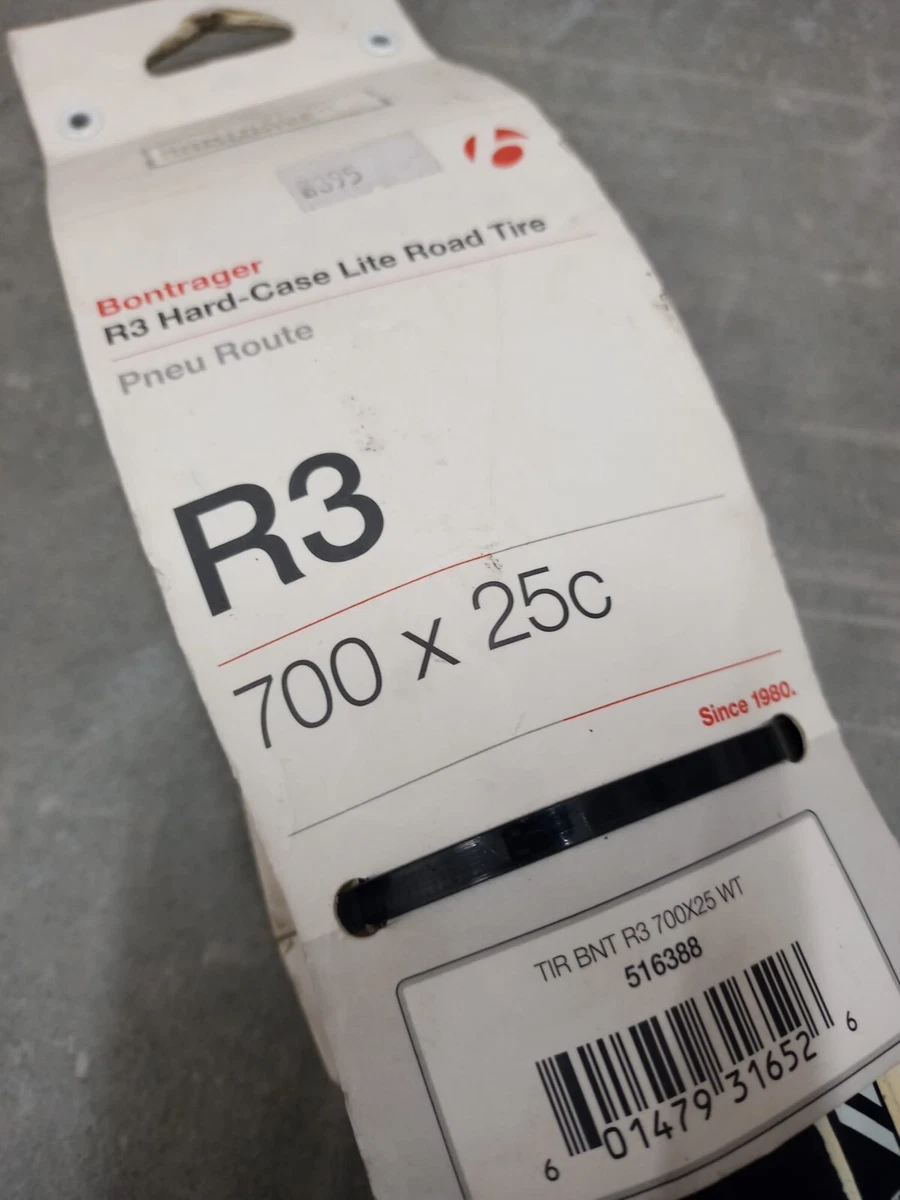 Bontrager
R3 Hard-Case Lite Road Tire
Pneu Route
R3
700 x 25c
Since 1980.
TIR BNT R3 700X25 WT
516388
6 01479 31652 6